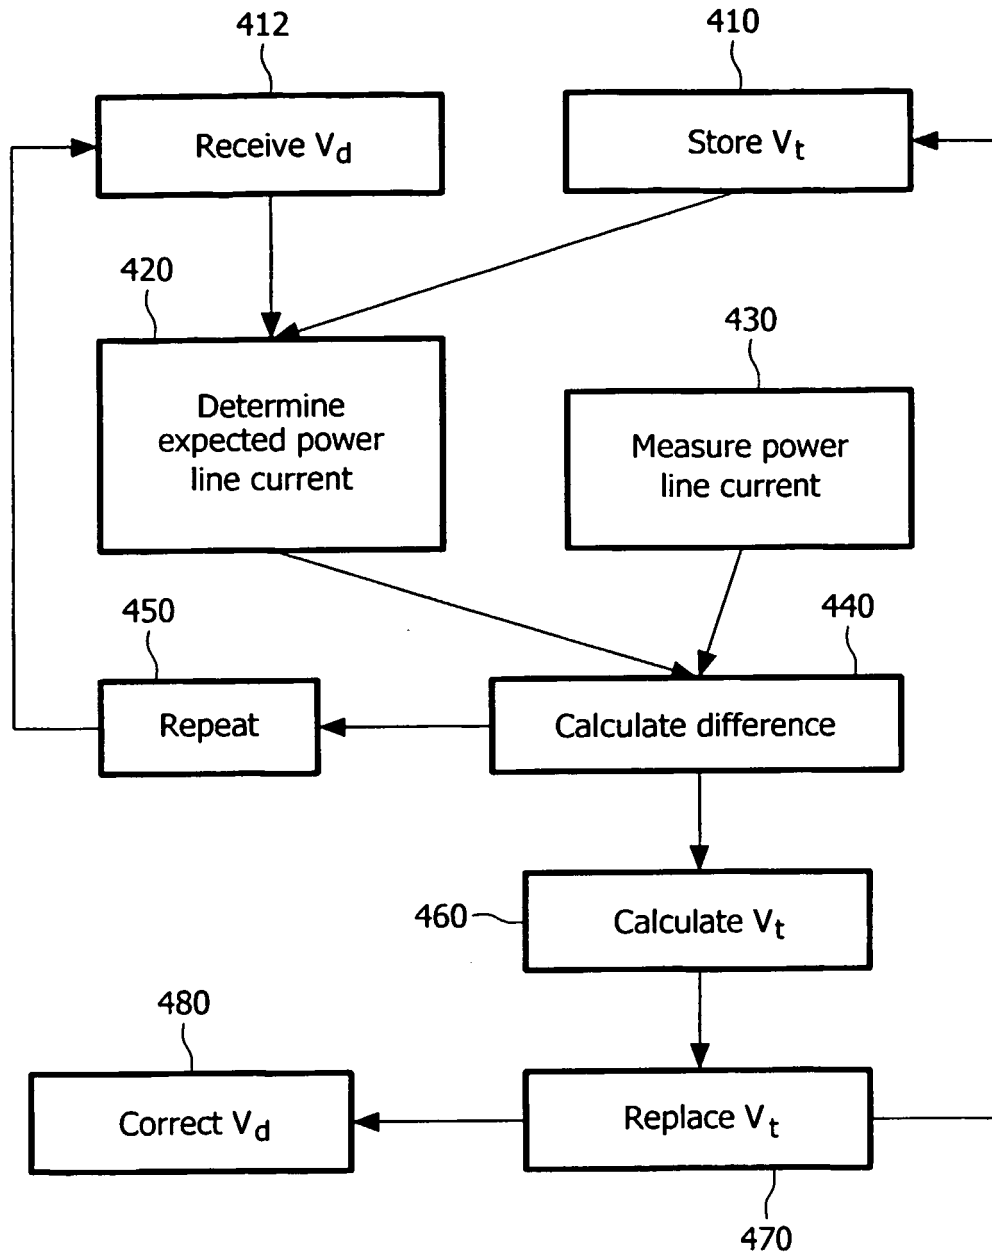 412
410
Receive Vd
Store Vt
420
430
Determine
expected power
line current
Measure power
line current
450
440
Repeat
Calculate difference
460
Calculate Vt
480
Correct Vd
Replace Vt
470